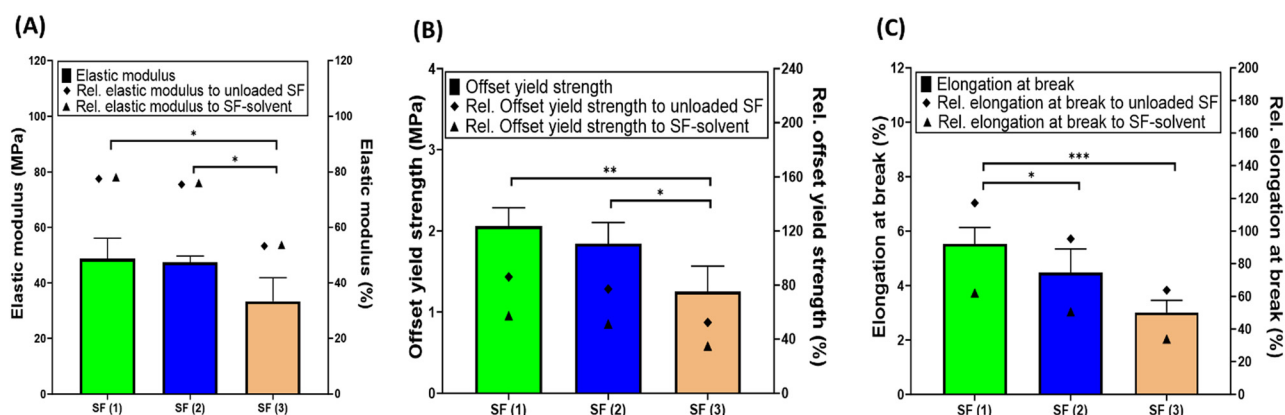 (A)
120
100
80
60
40
20
0
Elastic modulus (MPa)
Elastic modulus
Rel. elastic modulus to unloaded SF
Rel. elastic modulus to SF-solvent
*
*
120
100
80
60
40
20
0
Elastic modulus (%)
SF (1) SF (2) SF (3)
(B)
4
3
2
1
0
Offset yield strength (MPa)
Offset yield strength
Rel. Offset yield strength to unloaded SF
Rel. Offset yield strength to SF-solvent
**
*
240
200
160
120
80
40
0
Rel. offset yield strength (%)
SF (1) SF (2) SF (3)
(C)
12
10
8
6
4
2
0
Elongation at break (%)
Elongation at break
Rel. elongation at break to unloaded SF
Rel. elongation at break to SF-solvent
***
*
200
180
160
140
120
100
80
60
40
20
0
Rel. elongation at break (%)
SF (1) SF (2) SF (3)